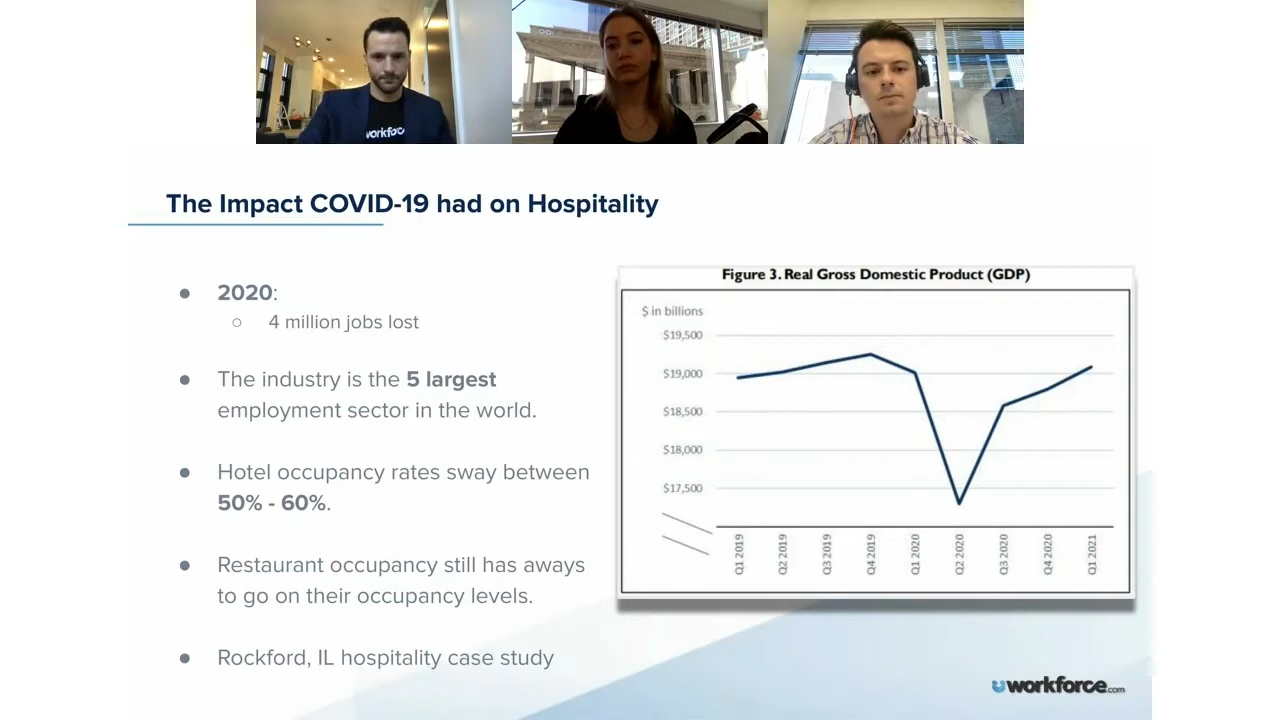 workfoc
The Impact COVID-19 had on Hospitality
● 2020:
○ 4 million jobs lost
● The industry is the 5 largest
employment sector in the world.
● Hotel occupancy rates sway between
50% - 60%.
● Restaurant occupancy still has aways
to go on their occupancy levels.
● Rockford, IL hospitality case study
Figure 3. Real Gross Domestic Product (GDP)
$ in billions
$19,500
$19,000
$18,500
$18,000
$17,500
Q1 2019
Q2 2019
Q3 2019
Q4 2019
Q1 2020
Q2 2020
Q3 2020
Q4 2020
Q1 2021
workforce.com